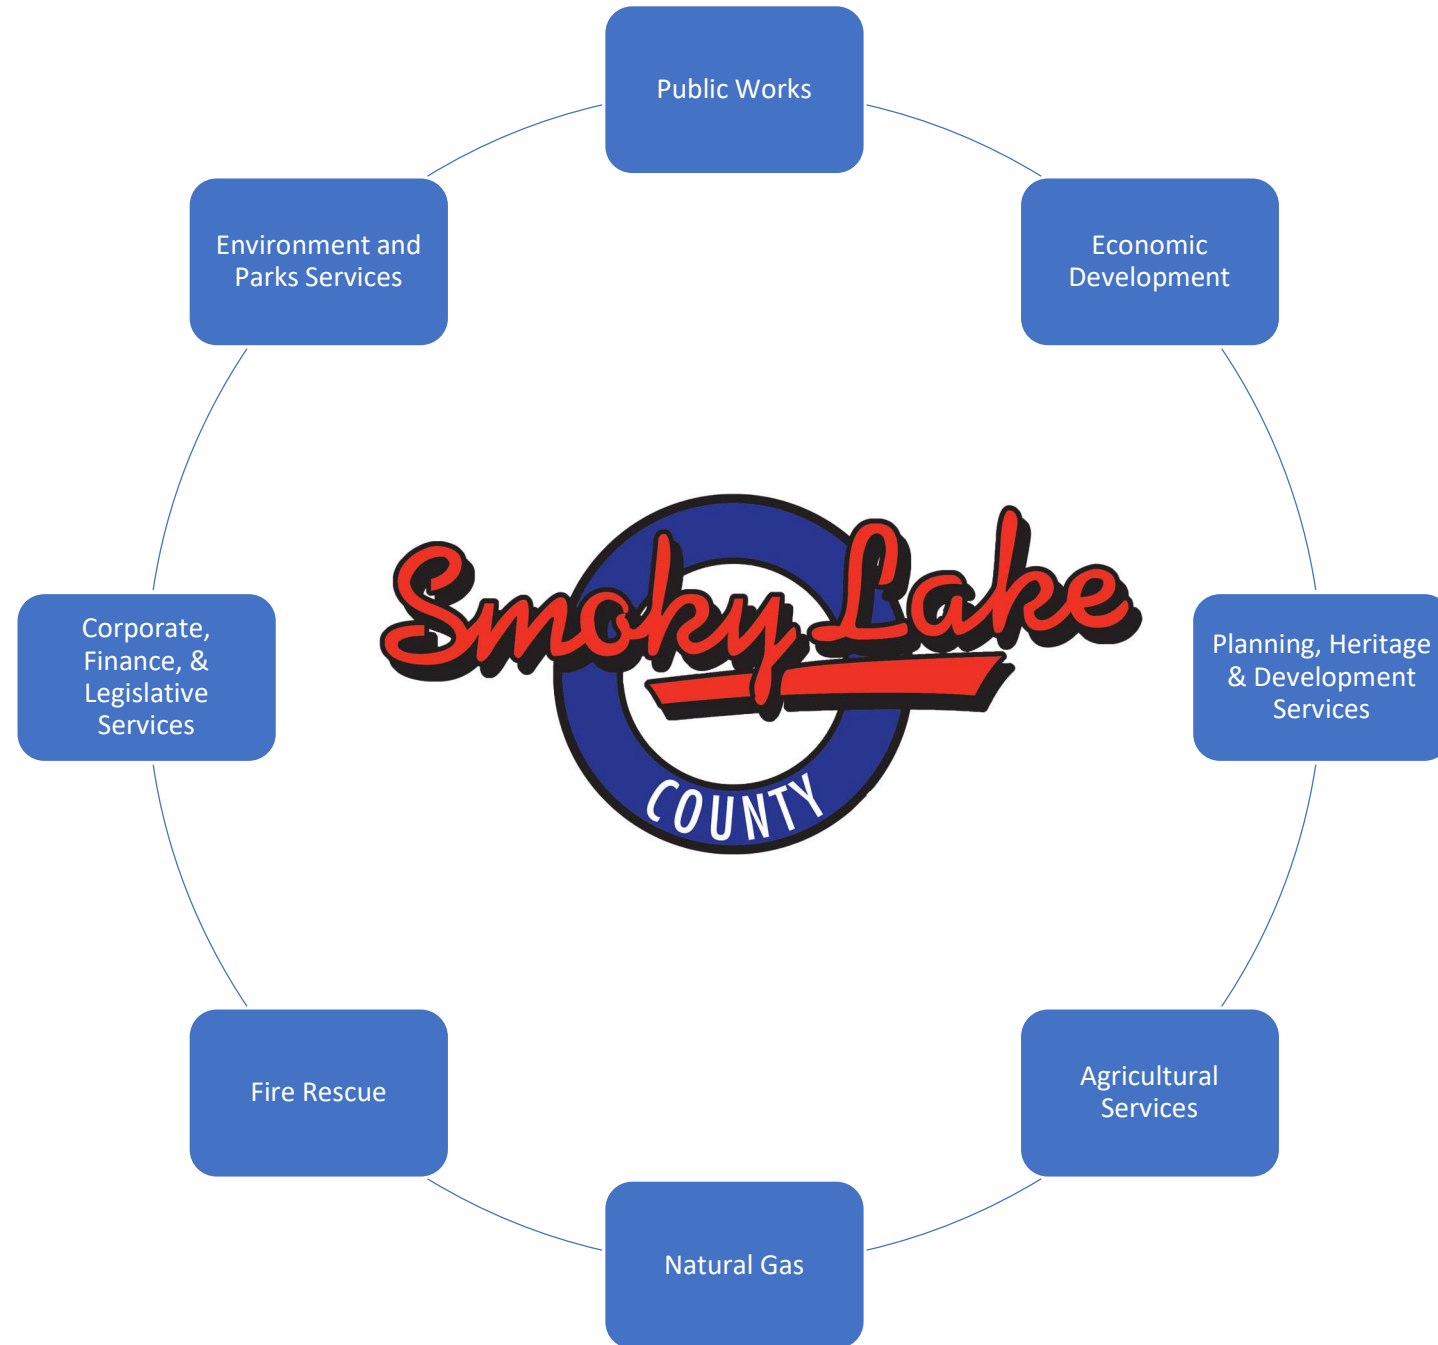 Public Works
Environment and
Parks Services
Economic
Development
Smoky Lake
COUNTY
Corporate,
Finance, &
Legislative
Services
Planning, Heritage
& Development
Services
Fire Rescue
Agricultural
Services
Natural Gas